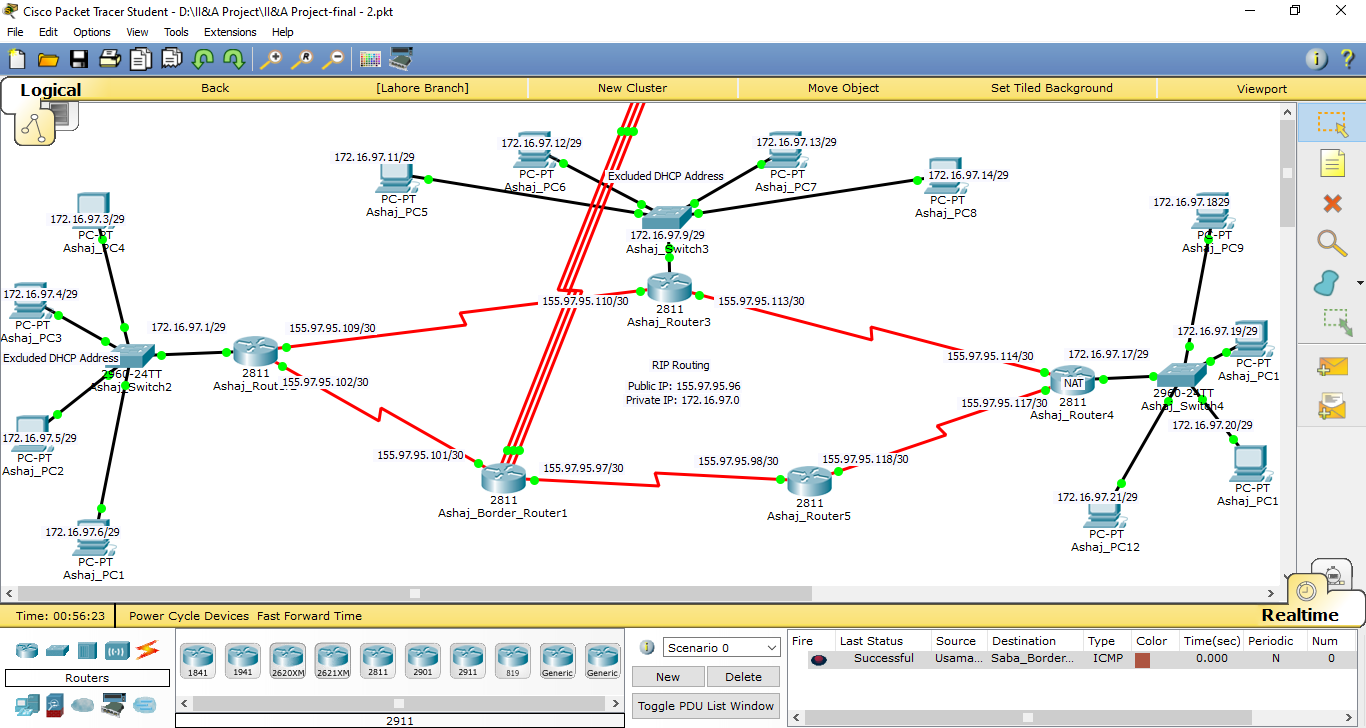 Cisco Packet Tracer Student - D:\II&A Project\II&A Project-final - 2.pkt
File Edit Options View Tools Extensions Help
Logical Back [Lahore Branch] New Cluster Move Object Set Tiled Background Viewport
172.16.97.11/29
PC-PT
Ashaj_PC5
172.16.97.12/29
PC-PT
Ashaj_PC6
Excluded DHCP Address
172.16.97.13/29
PC-PT
Ashaj_PC7
172.16.97.14/29
PC-PT
Ashaj_PC8
172.16.97.9/29
Ashaj_Switch3
172.16.97.3/29
PC-PT
Ashaj_PC4
172.16.97.1829
PC-PT
Ashaj_PC9
172.16.97.4/29
PC-PT
Ashaj_PC3
Excluded DHCP Address
2960-24TT
Ashaj_Switch2
172.16.97.1/29
155.97.95.109/30
2811
Ashaj_Rout
155.97.95.102/30
155.97.95.110/30
2811
Ashaj_Router3
155.97.95.113/30
RIP Routing
Public IP: 155.97.95.96
Private IP: 172.16.97.0
155.97.95.114/30
155.97.95.117/30
172.16.97.17/29
NAT
2811
Ashaj_Router4
172.16.97.19/29
PC-PT
Ashaj_PC1
2960-24TT
Ashaj_Switch4
172.16.97.20/29
PC-PT
Ashaj_PC1
172.16.97.21/29
PC-PT
Ashaj_PC12
172.16.97.5/29
PC-PT
Ashaj_PC2
172.16.97.6/29
PC-PT
Ashaj_PC1
155.97.95.101/30
155.97.95.97/30
2811
Ashaj_Border_Router1
155.97.95.98/30
155.97.95.118/30
2811
Ashaj_Router5
Time: 00:56:23 Power Cycle Devices Fast Forward Time
Realtime
Routers
1841 1941 2620XM 2621XM 2811 2901 2911 819 Generic Generic
2911
Scenario 0
New Delete
Toggle PDU List Window
Fire Last Status Source Destination Type Color Time(sec) Periodic Num
Successful Usama... Saba_Border... ICMP 0.000 N 0